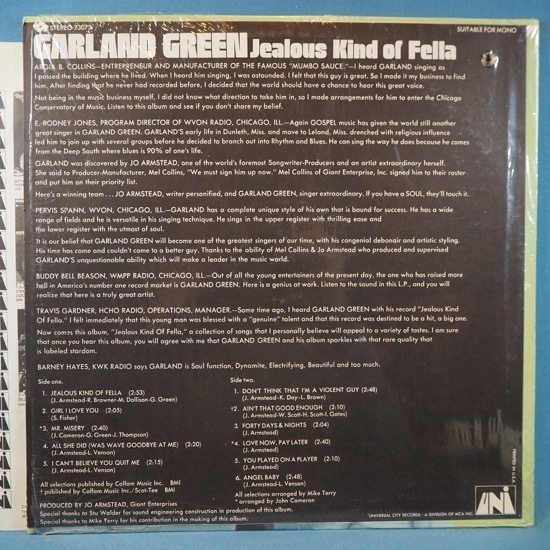 STEREO 73073
SUITABLE FOR MONO
GARLAND GREEN Jealous Kind of Fella
ARGIA B. COLLINS—ENTREPRENEUR AND MANUFACTURER OF THE FAMOUS "MUMBO SAUCE."—I heard GARLAND singing as
I passed the building where he lived. When I heard him singing, I was astounded. I felt that this guy is great. So I made it my business to find
him. After finding that he never had recorded before, I decided that the world should have a chance to hear this great voice.
Not being in the music business myself, I did not know what direction to take him in, so I made arrangements for him to enter the Chicago
Conservatory of Music. Listen to this album and see if you don't share my belief.
E. RODNEY JONES, PROGRAM DIRECTOR OF WVON RADIO, CHICAGO, ILL.—Again GOSPEL music has given the world still another
great singer in GARLAND GREEN. GARLAND'S early life in Dunleith, Miss. and move to Leland, Miss. drenched with religious influence
led him to join up with several groups before he decided to branch out into Rhythm and Blues. He can sing the way he does because he comes
from the Deep South where blues is 90% of one's life.
GARLAND was discovered by JO ARMSTEAD, one of the world's foremost Songwriter-Producers and an artist extraordinary herself.
She said to Producer-Manufacturer, Mel Collins, "We must sign him up now." Mel Collins of Giant Enterprise, Inc. signed him to their roster
and put him on their priority list.
Here's a winning team . . . JO ARMSTEAD, writer personified, and GARLAND GREEN, singer extraordinary. If you have a SOUL, they'll touch it.
PERVIS SPANN, WVON, CHICAGO, ILL.—GARLAND has a complete unique style of his own that is bound for success. He has a wide
range of fields and he is versatile in his singing technique. He sings in the upper register with thrilling ease and
the lower register with the utmost of soul.
It is our belief that GARLAND GREEN will become one of the greatest singers of our time, with his congenial debonair and artistic styling.
His time has come and couldn't come to a better guy. Thanks to the ability of Mel Collins & Jo Armstead who produced and supervised
GARLAND'S unquestionable ability which will make a leader in the music world.
BUDDY BELL BEASON, WMPP RADIO, CHICAGO, ILL.—Out of all the young entertainers of the present day, the one who has raised more
hell in America's number one record market is GARLAND GREEN. Here is a genius at work. Listen to the sound in this L.P., and you will
realize that here is a truly great artist.
TRAVIS GARDNER, HCHO RADIO, OPERATIONS, MANAGER.—Some time ago, I heard GARLAND GREEN with his record "Jealous Kind
Of Fella." I felt immediately that this young man was blessed with a "genuine" talent and that this record was destined to be a hit, a big one.
Now comes this album, "Jealous Kind Of Fella," a collection of songs that I personally believe will appeal to a variety of tastes. I am sure
that once you hear this album, you will agree with me that GARLAND GREEN and his album sparkles with that rare quality that
is labeled stardom.
BARNEY HAYES, KWK RADIO says GARLAND is Soul function, Dynamite, Electrifying, Beautiful and too much.
Side one.
1. JEALOUS KIND OF FELLA (2:53)
(J. Armstead-R. Browner-M. Dollison-G. Green)
2. GIRL I LOVE YOU (2:05)
(S. Fisher)
*3. MR. MISERY (2:40)
(J. Cameron-G. Green-J. Thompson)
4. ALL SHE DID (WAS WAVE GOODBYE AT ME) (2:20)
(J. Armstead-L. Venson)
5. I CAN'T BELIEVE YOU QUIT ME (2:15)
(J. Armstead-L. Venson)
All selections published by Colfam Music Inc. BMI
† published by Colfam Music Inc./Scot-Tee BMI
Side two.
1. DON'T THINK THAT I'M A VIOLENT GUY (2:48)
(J. Armstead-K. Day-L. Brown)
†2. AIN'T THAT GOOD ENOUGH (2:10)
(J. Armstead-W. Scott-H. Scott-I. Gates)
3. FORTY DAYS & NIGHTS (2:04)
(J. Armstead)
*4. LOVE NOW, PAY LATER (2:40)
(J. Armstead)
5. YOU PLAYED ON A PLAYER (2:10)
(J. Armstead)
6. ANGEL BABY (2:48)
(J. Armstead-L. Venson)
All selections arranged by Mike Terry
* arranged by John Cameron
PRODUCED BY JO ARMSTEAD, Giant Enterprises
Special thanks to Stu Walder for sound engineering construction in production of this album.
Special thanks to Mike Terry for his contribution in the making of this album.
UNI
"UNIVERSAL CITY RECORDS • A DIVISION OF MCA INC."
PRINTED IN U.S.A.